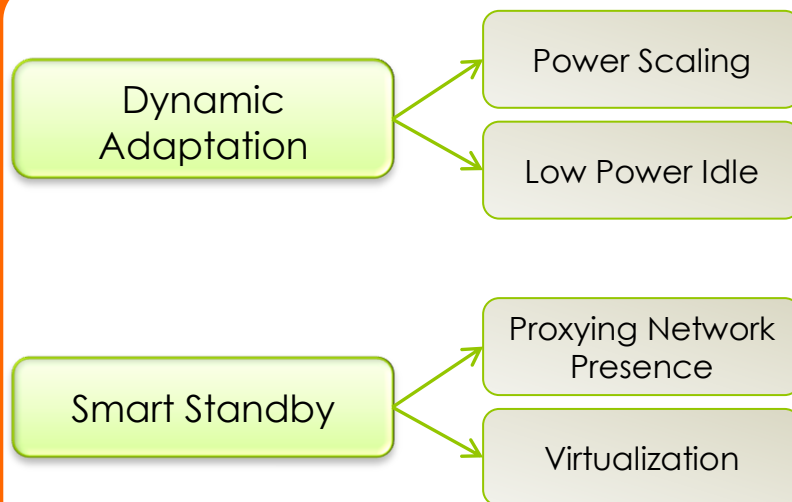 Dynamic
Adaptation
Power Scaling
Low Power Idle
Smart Standby
Proxying Network
Presence
Virtualization